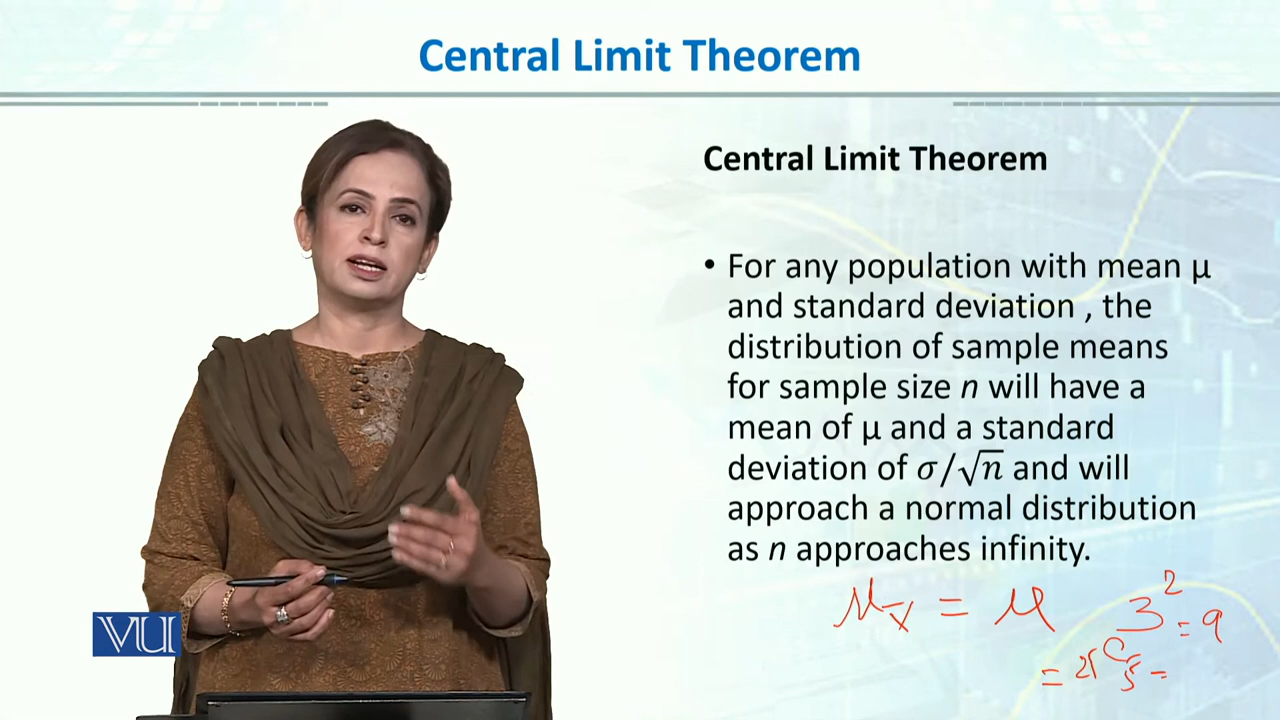 Central Limit Theorem
Central Limit Theorem
• For any population with mean μ
and standard deviation , the
distribution of sample means
for sample size n will have a
mean of μ and a standard
deviation of σ/√n and will
approach a normal distribution
as n approaches infinity.
μx̄ = μ 3² = 9
= 25C5 =
VU